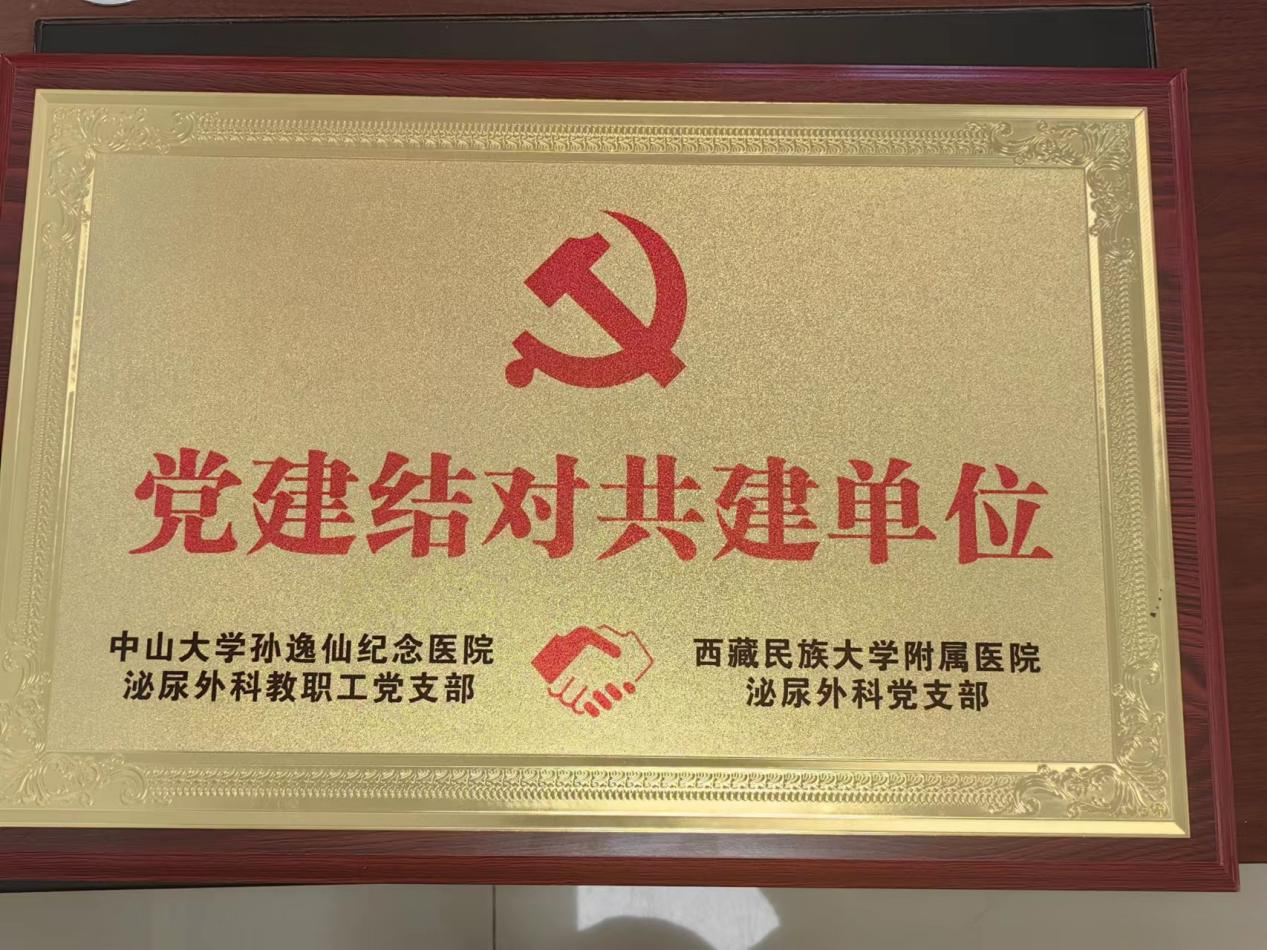 党建结对共建单位
中山大学孙逸仙纪念医院
泌尿外科教职工党支部
西藏民族大学附属医院
泌尿外科党支部